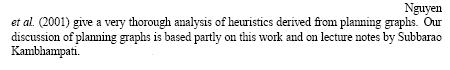 Nguyen
et al. (2001) give a very thorough analysis of heuristics derived from planning graphs. Our
discussion of planning graphs is based partly on this work and on lecture notes by Subbarao
Kambhampati.